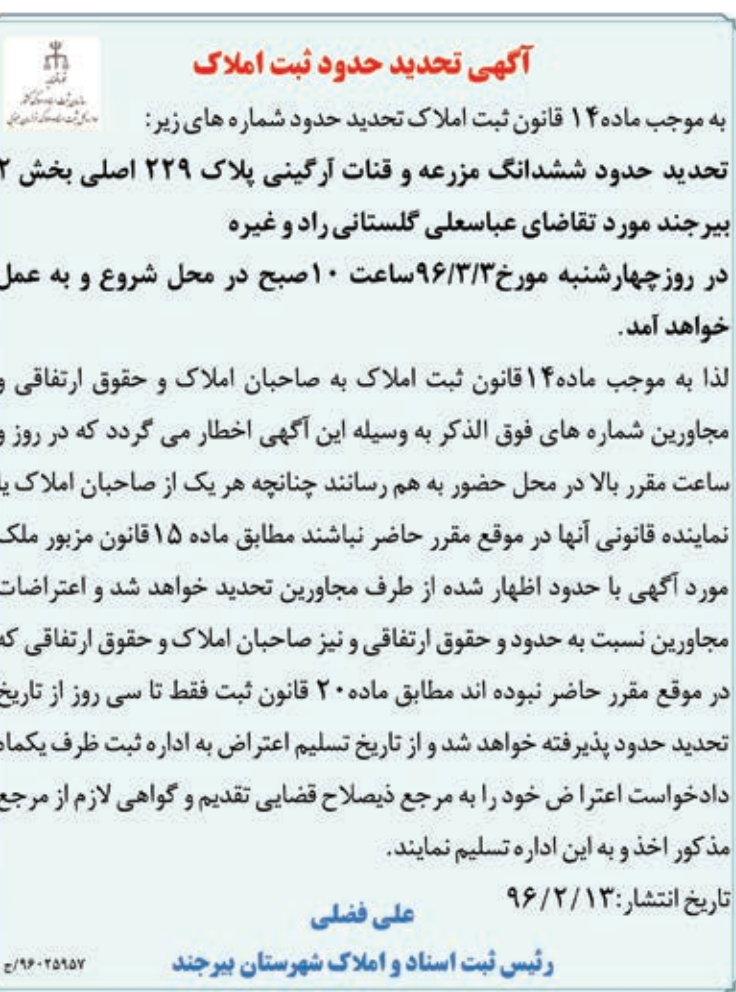 آگهی تحدید حدود ثبت املاک
به موجب ماده۱۴ قانون ثبت املاک تحدید حدود شماره های زیر:
تحدید حدود ششدانگ مزرعه و قنات آرگینی پلاک ۲۲۹ اصلی بخش ۲
بیرجند مورد تقاضای عباسعلی گلستانی راد و غیره
در روزچهارشنبه مورخ۹۶/۳/۳ساعت ۱۰صبح در محل شروع و به عمل
خواهد آمد.
لذا به موجب ماده۱۴قانون ثبت املاک به صاحبان املاک و حقوق ارتفاقی و
مجاورین شماره های فوق الذکر به وسیله این آگهی اخطار می گردد که در روز و
ساعت مقرر بالا در محل حضور به هم رسانند چنانچه هر یک از صاحبان املاک یا
نماینده قانونی آنها در موقع مقرر حاضر نباشند مطابق ماده ۱۵قانون مزبور ملک
مورد آگهی با حدود اظهار شده از طرف مجاورین تحدید خواهد شد و اعتراضات
مجاورین نسبت به حدود و حقوق ارتفاقی و نیز صاحبان املاک و حقوق ارتفاقی که
در موقع مقرر حاضر نبوده اند مطابق ماده۲۰ قانون ثبت فقط تا سی روز از تاریخ
تحدید حدود پذیرفته خواهد شد و از تاریخ تسلیم اعتراض به اداره ثبت ظرف یکماه
دادخواست اعترا ض خود را به مرجع ذیصلاح قضایی تقدیم و گواهی لازم از مرجع
مذکور اخذ و به این اداره تسلیم نمایند.
تاریخ انتشار:۹۶/۲/۱۳
علی فضلی
رئیس ثبت اسناد و املاک شهرستان بیرجند
۹۶۰۲۵۹۵۷/ج